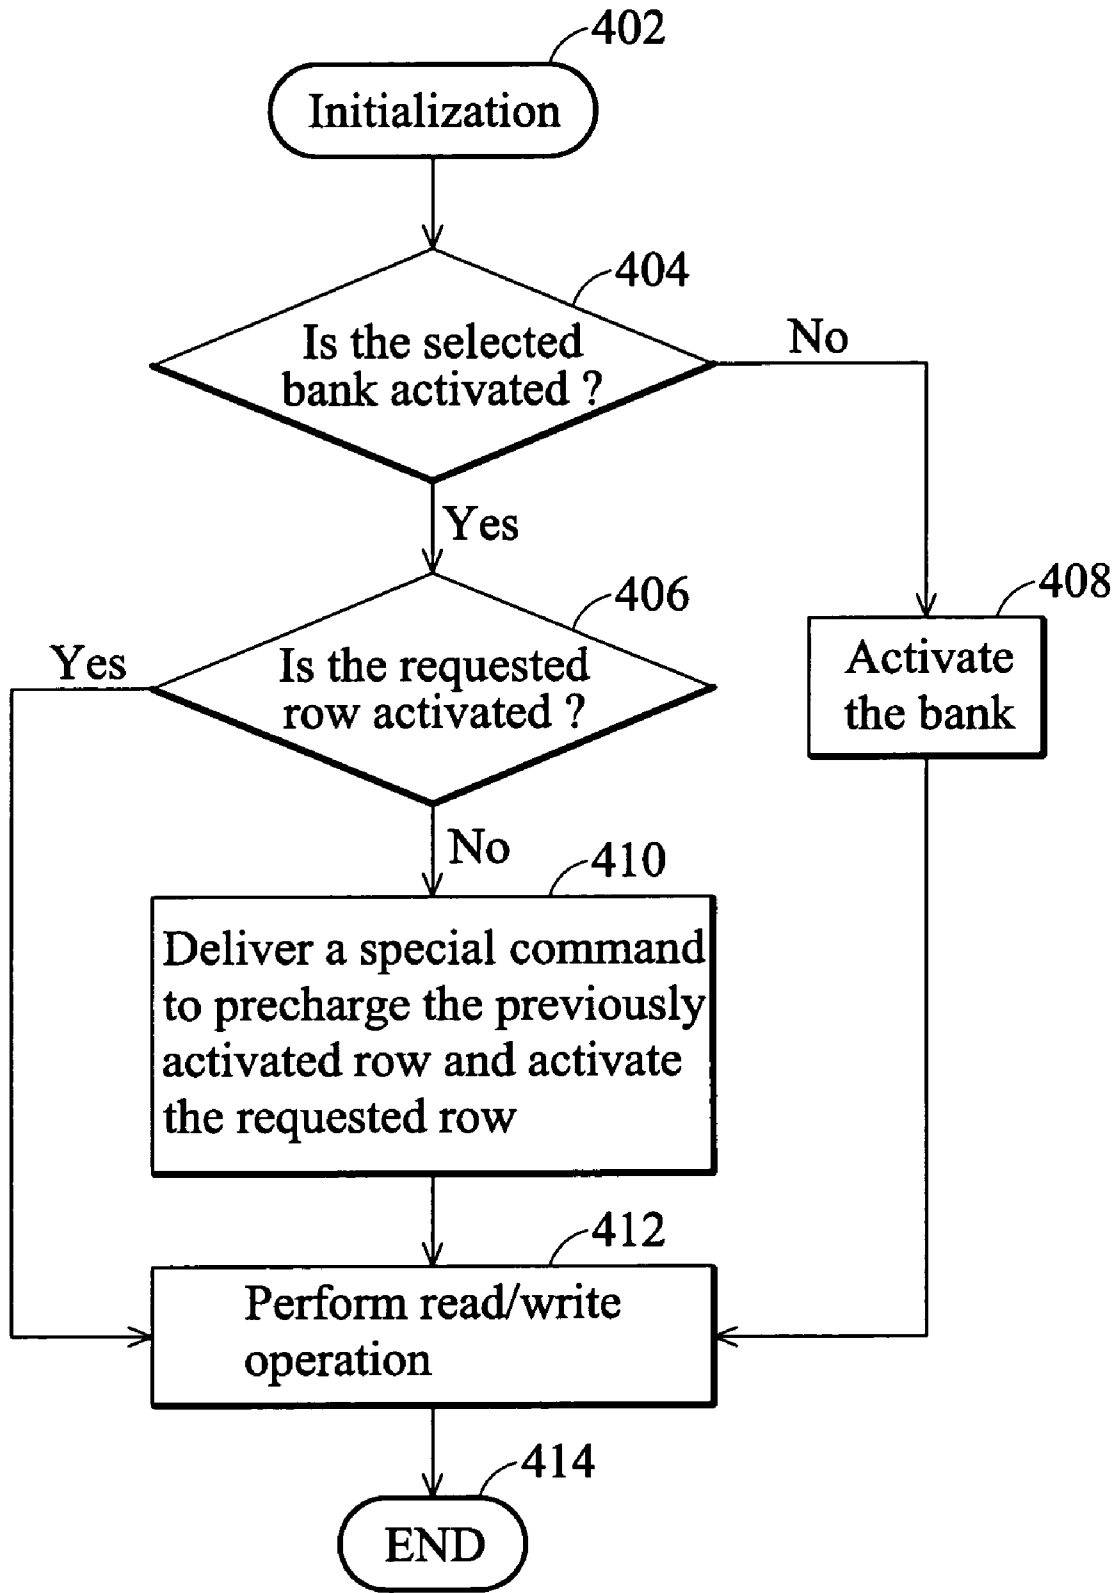 402
Initialization
404
Is the selected
bank activated ?
No
Yes
406
408
Is the requested
row activated ?
Yes
Activate
the bank
No
410
Deliver a special command
to precharge the previously
activated row and activate
the requested row
412
Perform read/write
operation
414
END